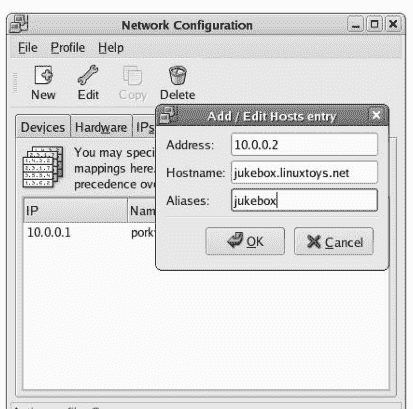 Network Configuration
File Profile Help
New Edit Copy Delete
Devices Hardware IPs
You may speci
mappings here.
precedence ov
IP Nam
10.0.0.1 pork
Add / Edit Hosts entry
Address: 10.0.0.2
Hostname: jukebox.linuxtoys.net
Aliases: jukebox
OK Cancel